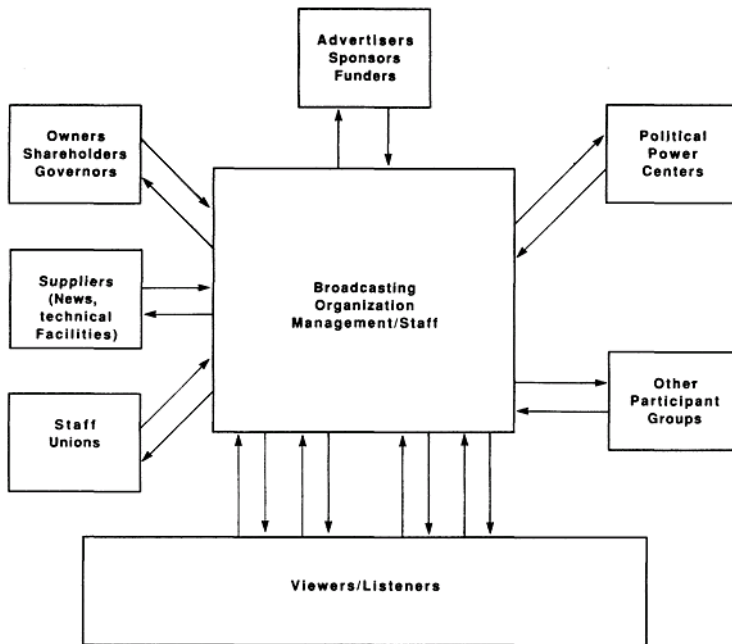 Advertisers
Sponsors
Funders
Owners
Shareholders
Governors
Political
Power
Centers
Suppliers
(News,
technical
Facilities)
Broadcasting
Organization
Management/Staff
Staff
Unions
Other
Participant
Groups
Viewers/Listeners